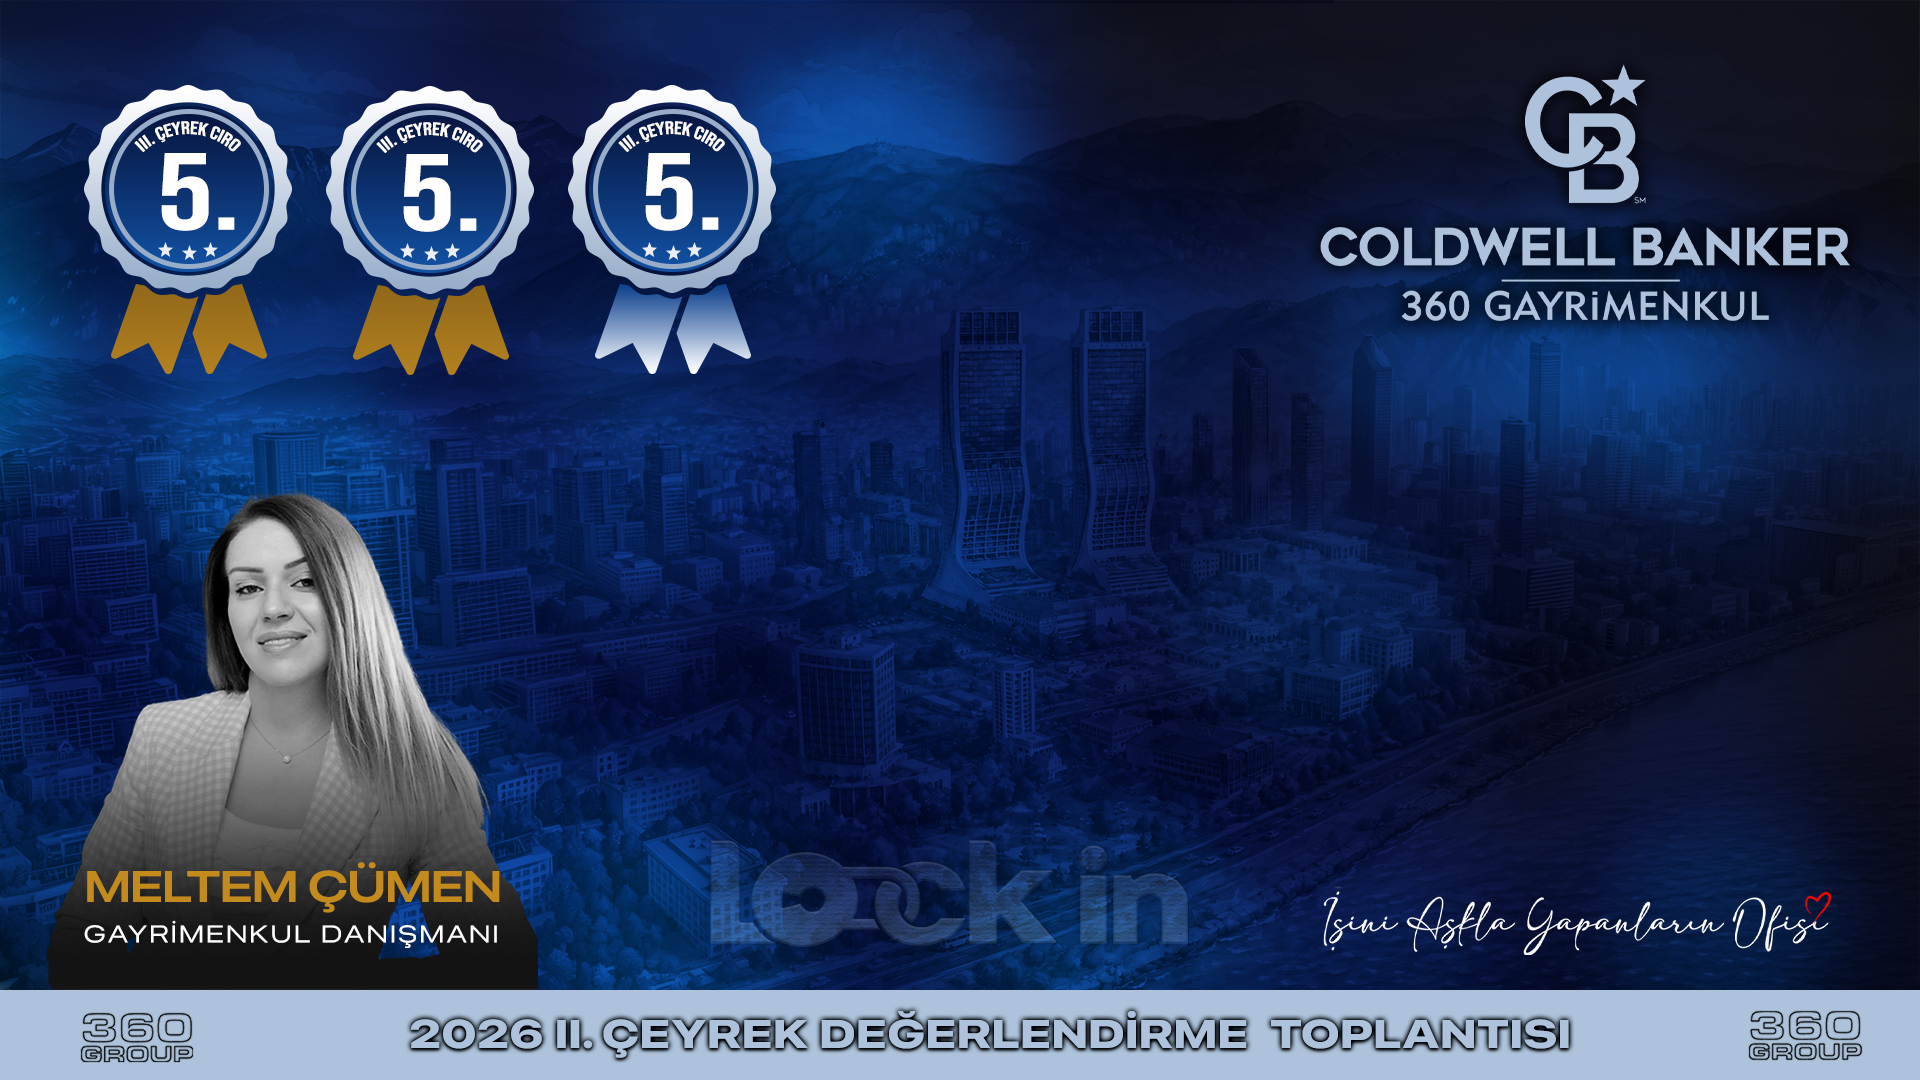 III. ÇEYREK CIRO
5.
III. ÇEYREK CIRO
5.
III. ÇEYREK CIRO
5.
CB
SM
COLDWELL BANKER
360 GAYRİMENKUL
MELTEM ÇÜMEN
GAYRİMENKUL DANIŞMANI
lock in
İşini Aşkla Yapanların Ofisi
360
GROUP
2026 II. ÇEYREK DEĞERLENDİRME TOPLANTISI
360
GROUP